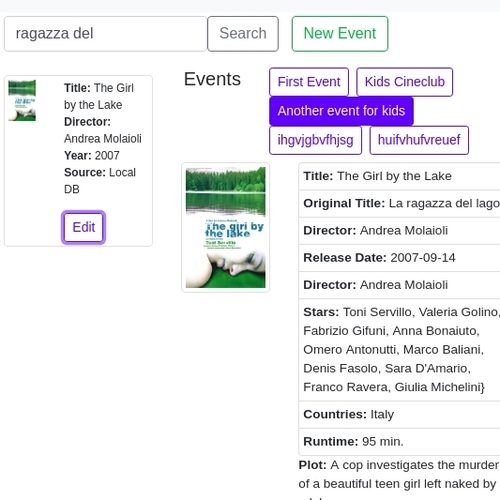 ragazza del
Search
New Event
Title: The Girl
by the Lake
Director:
Andrea Molaioli
Year: 2007
Source: Local
DB
Edit
Events
First Event
Kids Cineclub
Another event for kids
ihgvjgbvfhjsg
huifvhufvreuef
The girl by
the lake
Toni Servillo
Title: The Girl by the Lake
Original Title: La ragazza del lago
Director: Andrea Molaioli
Release Date: 2007-09-14
Director: Andrea Molaioli
Stars: Toni Servillo, Valeria Golino,
Fabrizio Gifuni, Anna Bonaiuto,
Omero Antonutti, Marco Baliani,
Denis Fasolo, Sara D'Amario,
Franco Ravera, Giulia Michelini}
Countries: Italy
Runtime: 95 min.
Plot: A cop investigates the murder
of a beautiful teen girl left naked by